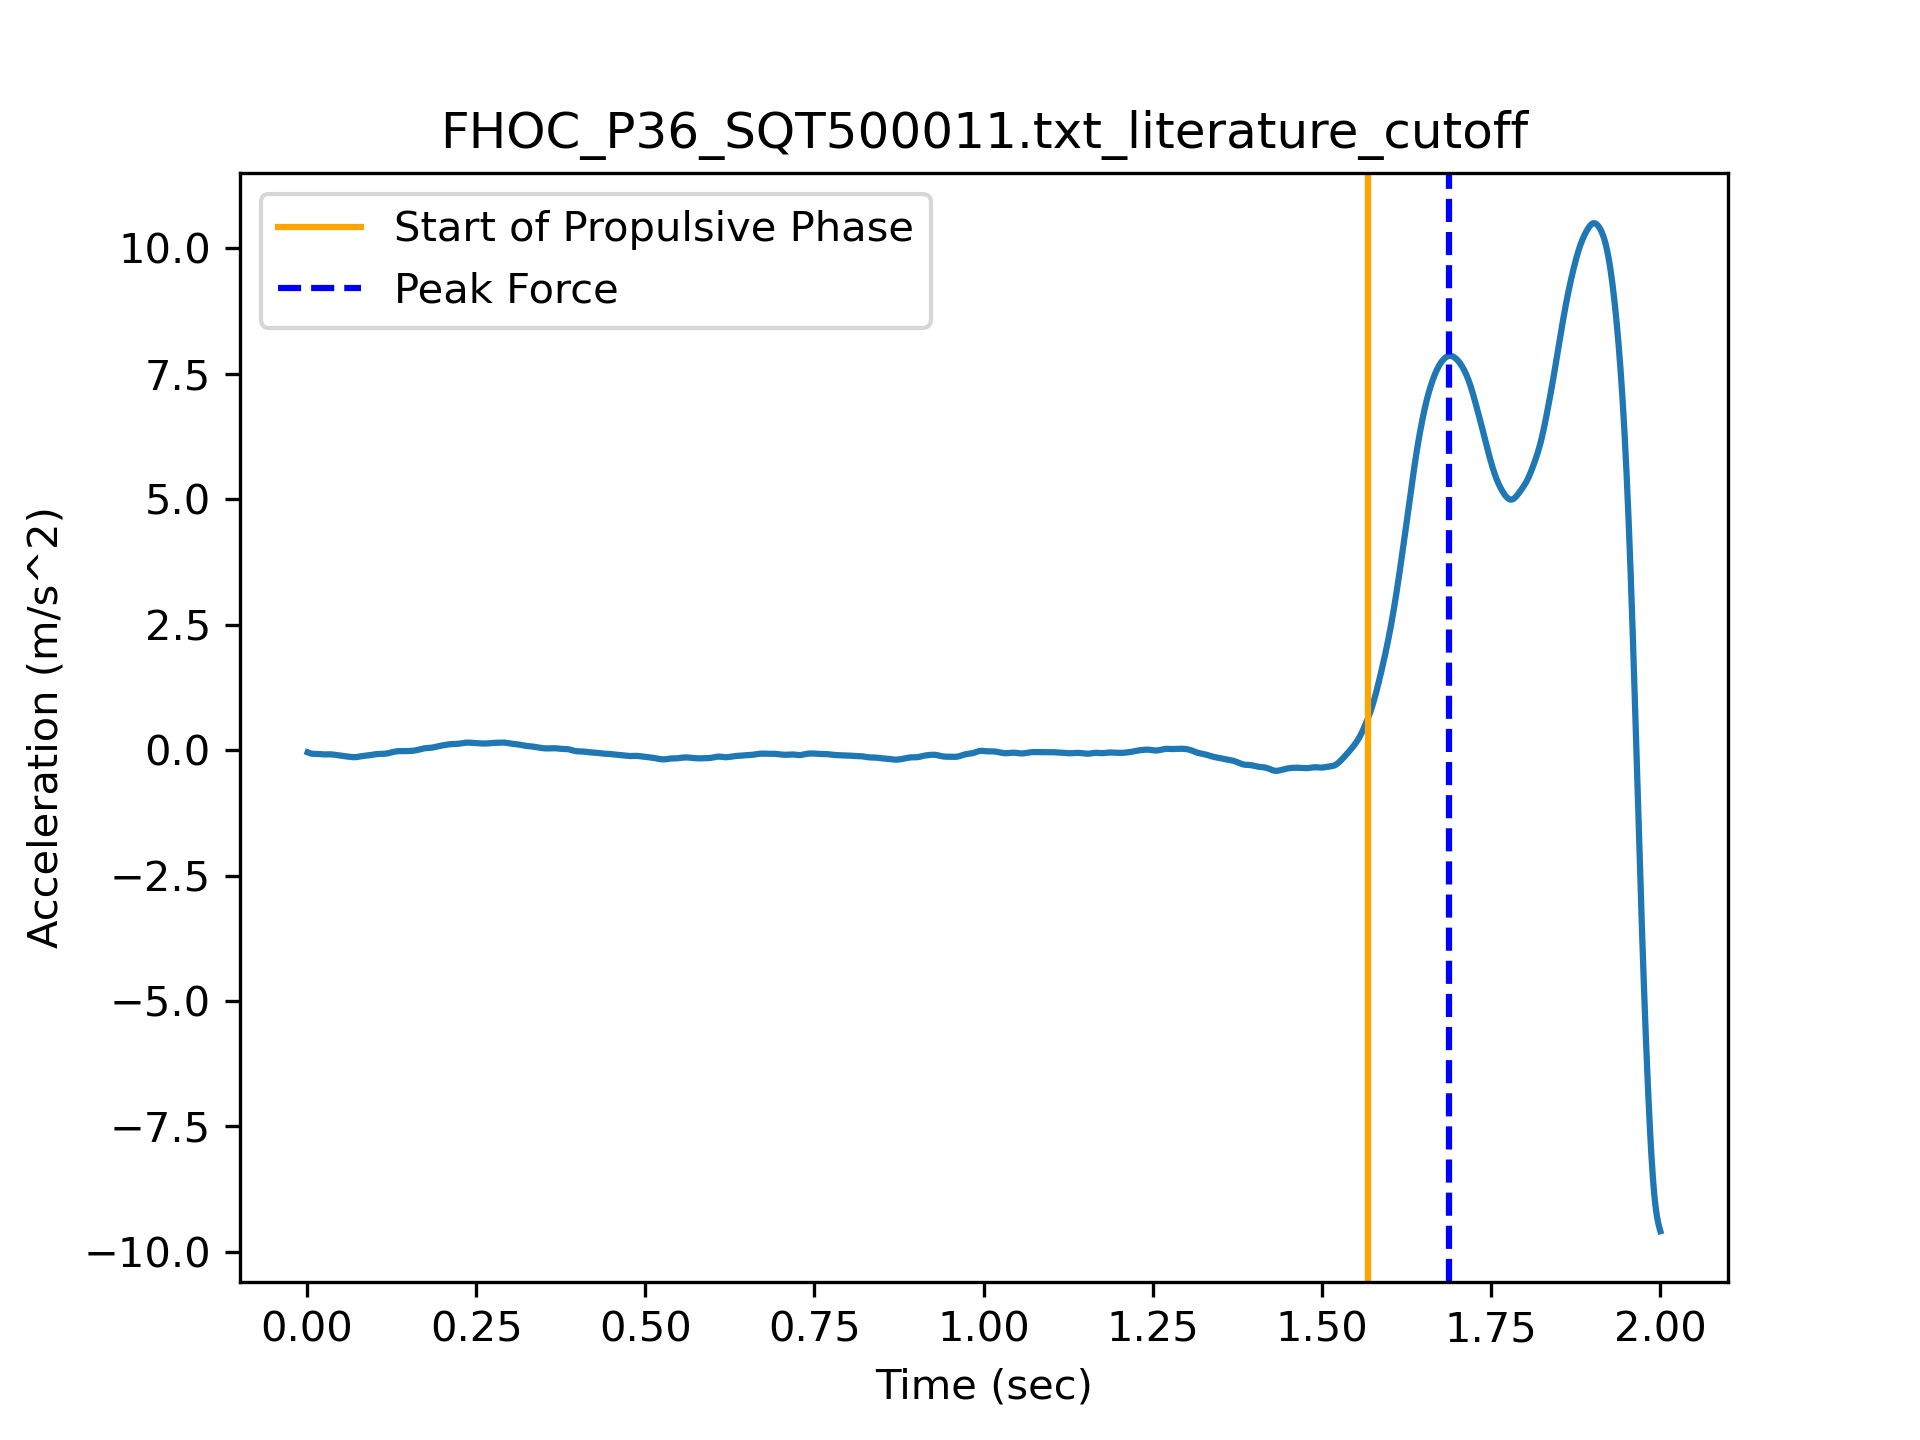 FHOC_P36_SQT500011.txt_literature_cutoff
Start of Propulsive Phase
Peak Force
10.0
7.5
5.0
2.5
0.0
−2.5
−5.0
−7.5
−10.0
Acceleration (m/s^2)
0.00 0.25 0.50 0.75 1.00 1.25 1.50 1.75 2.00
Time (sec)